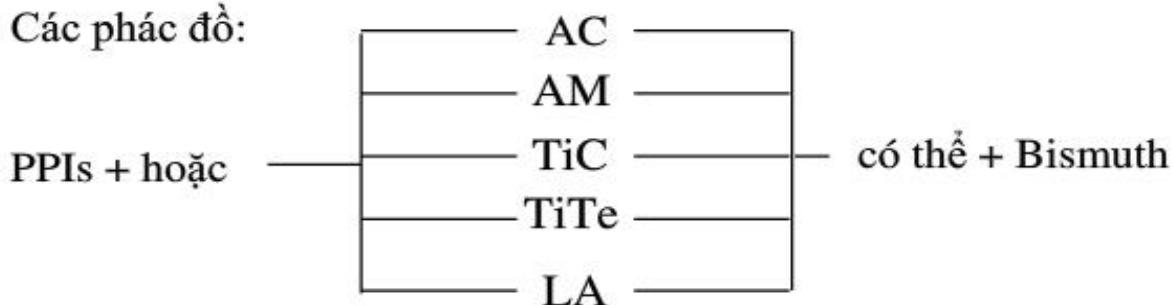 Các phác đồ:
AC
AM
PPIs + hoặc
TiC
có thể + Bismuth
TiTe
LA